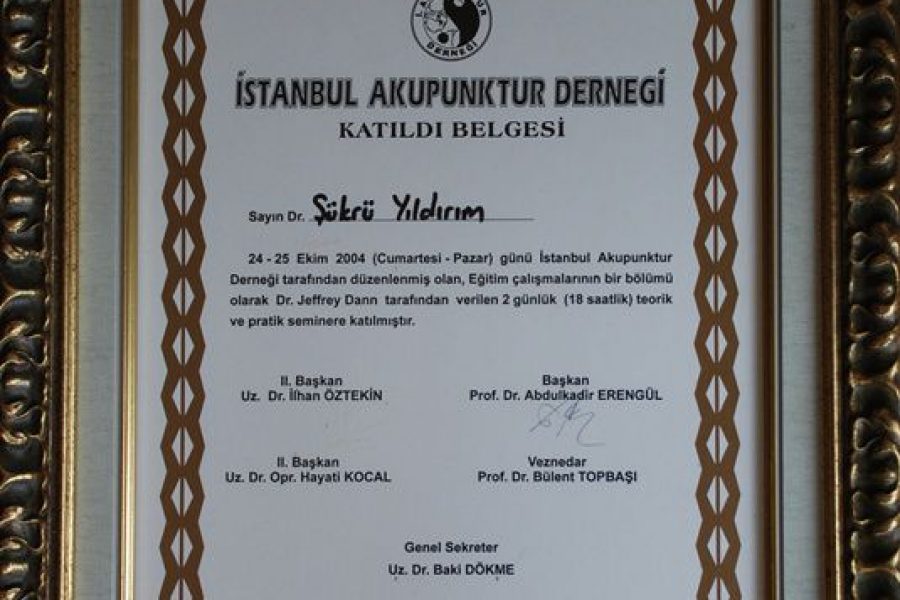 DERNEĞİ
İSTANBUL AKUPUNKTUR DERNEGİ
KATILDI BELGESİ
Sayın Dr. Şükrü Yıldırım
24 - 25 Ekim 2004 (Cumartesi - Pazar) günü İstanbul Akupunktur
Derneği tarafından düzenlenmiş olan, Eğitim çalışmalarının bir bölümü
olarak Dr. Jeffrey Dann tarafından verilen 2 günlük (18 saatlik) teorik
ve pratik seminere katılmıştır.
II. Başkan
Uz. Dr. İlhan ÖZTEKİN
Başkan
Prof. Dr. Abdulkadir ERENGÜL
II. Başkan
Uz. Dr. Opr. Hayati KOCAL
Veznedar
Prof. Dr. Bülent TOPBAŞI
Genel Sekreter
Uz. Dr. Baki DÖKME